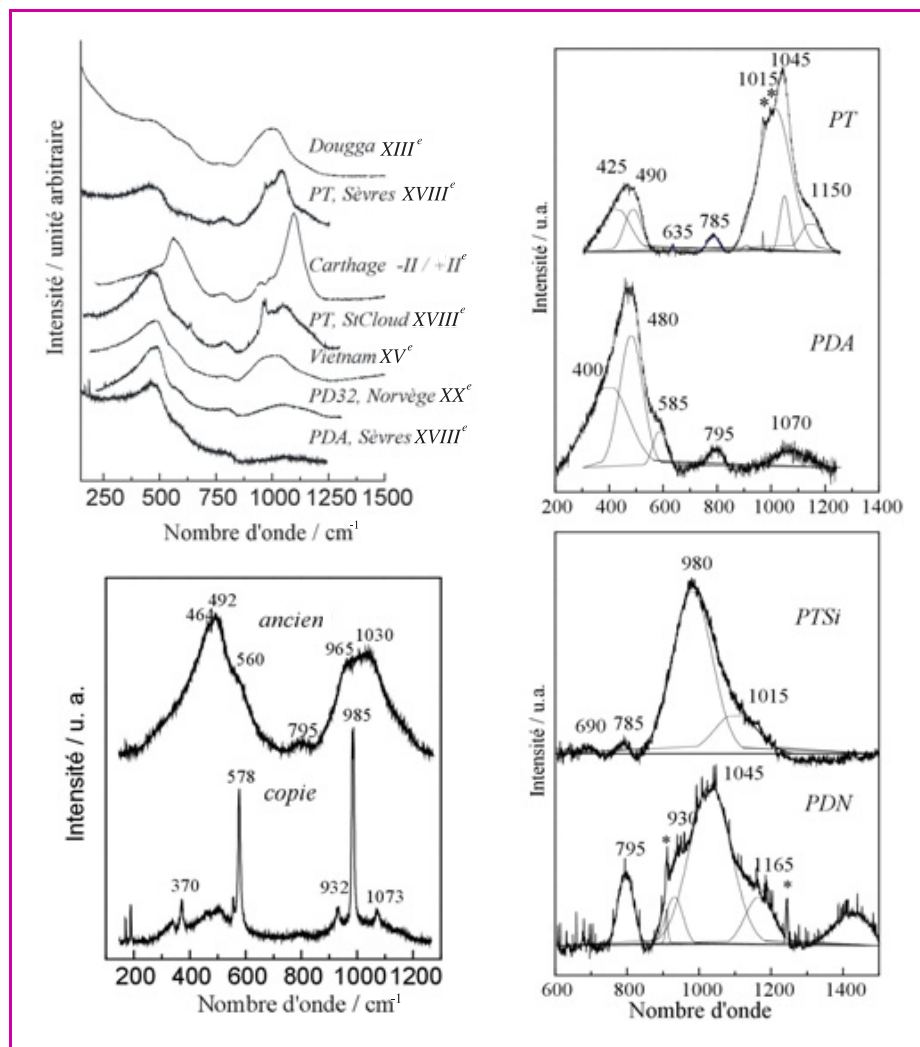 Intensité / unité arbitraire
Dougga XIIIᵉ
PT, Sèvres XVIIIᵉ
Carthage -II / +IIᵉ
PT, StCloud XVIIIᵉ
Vietnam XVᵉ
PD32, Norvège XXᵉ
PDA, Sèvres XVIIIᵉ
250 500 750 1000 1250 1500
Nombre d'onde / cm⁻¹
Intensité / u.a.
1045
1015
* *
PT
425
490
635
785
1150
PDA
480
400
585
795
1070
200 400 600 800 1000 1200 1400
Intensité / u. a.
492
464
ancien
560
965
1030
795
985
578
copie
370
932
1073
200 400 600 800 1000 1200
Nombre d'onde / cm⁻¹
Intensité / u.a.
980
PTSi
1015
690
785
1045
PDN
930
795
*
1165
*
600 800 1000 1200 1400
Nombre d'onde